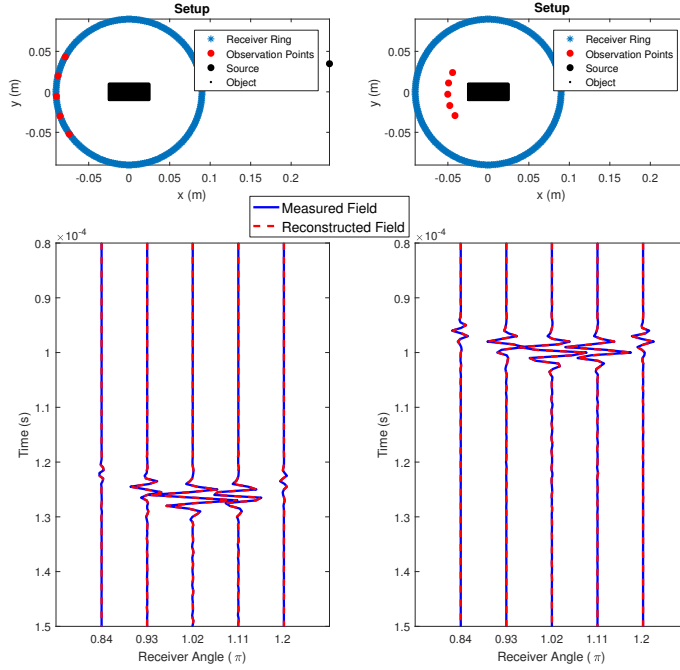 Setup
Receiver Ring
Observation Points
Source
Object
y (m)
0.05
0
-0.05
-0.05 0 0.05 0.1 0.15 0.2
x (m)
Setup
Receiver Ring
Observation Points
Source
Object
y (m)
0.05
0
-0.05
-0.05 0 0.05 0.1 0.15 0.2
x (m)
Measured Field
Reconstructed Field
×10⁻⁴
Time (s)
0.8
0.9
1
1.1
1.2
1.3
1.4
1.5
0.84 0.93 1.02 1.11 1.2
Receiver Angle (π)
×10⁻⁴
Time (s)
0.8
0.9
1
1.1
1.2
1.3
1.4
1.5
0.84 0.93 1.02 1.11 1.2
Receiver Angle (π)